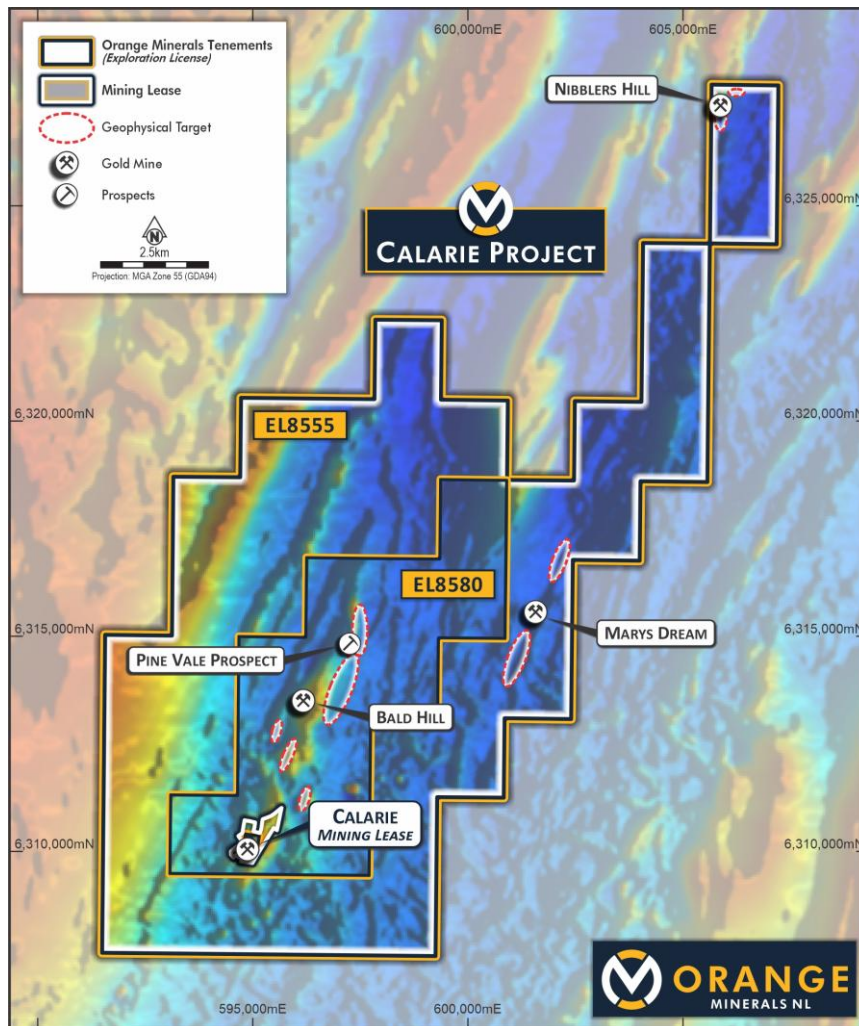 600,000mE
605,000mE
Orange Minerals Tenements
(Exploration License)
Mining Lease
Geophysical Target
Gold Mine
Prospects
N
2.5km
Projection: MGA Zone 55 (GDA94)
NIBBLERS HILL
6,325,000mN
CALARIE PROJECT
6,320,000mN
6,320,000mN
EL8555
EL8580
6,315,000mN
6,315,000mN
MARYS DREAM
PINE VALE PROSPECT
BALD HILL
CALARIE
MINING LEASE
6,310,000mN
6,310,000mN
595,000mE
600,000mE
ORANGE
MINERALS NL